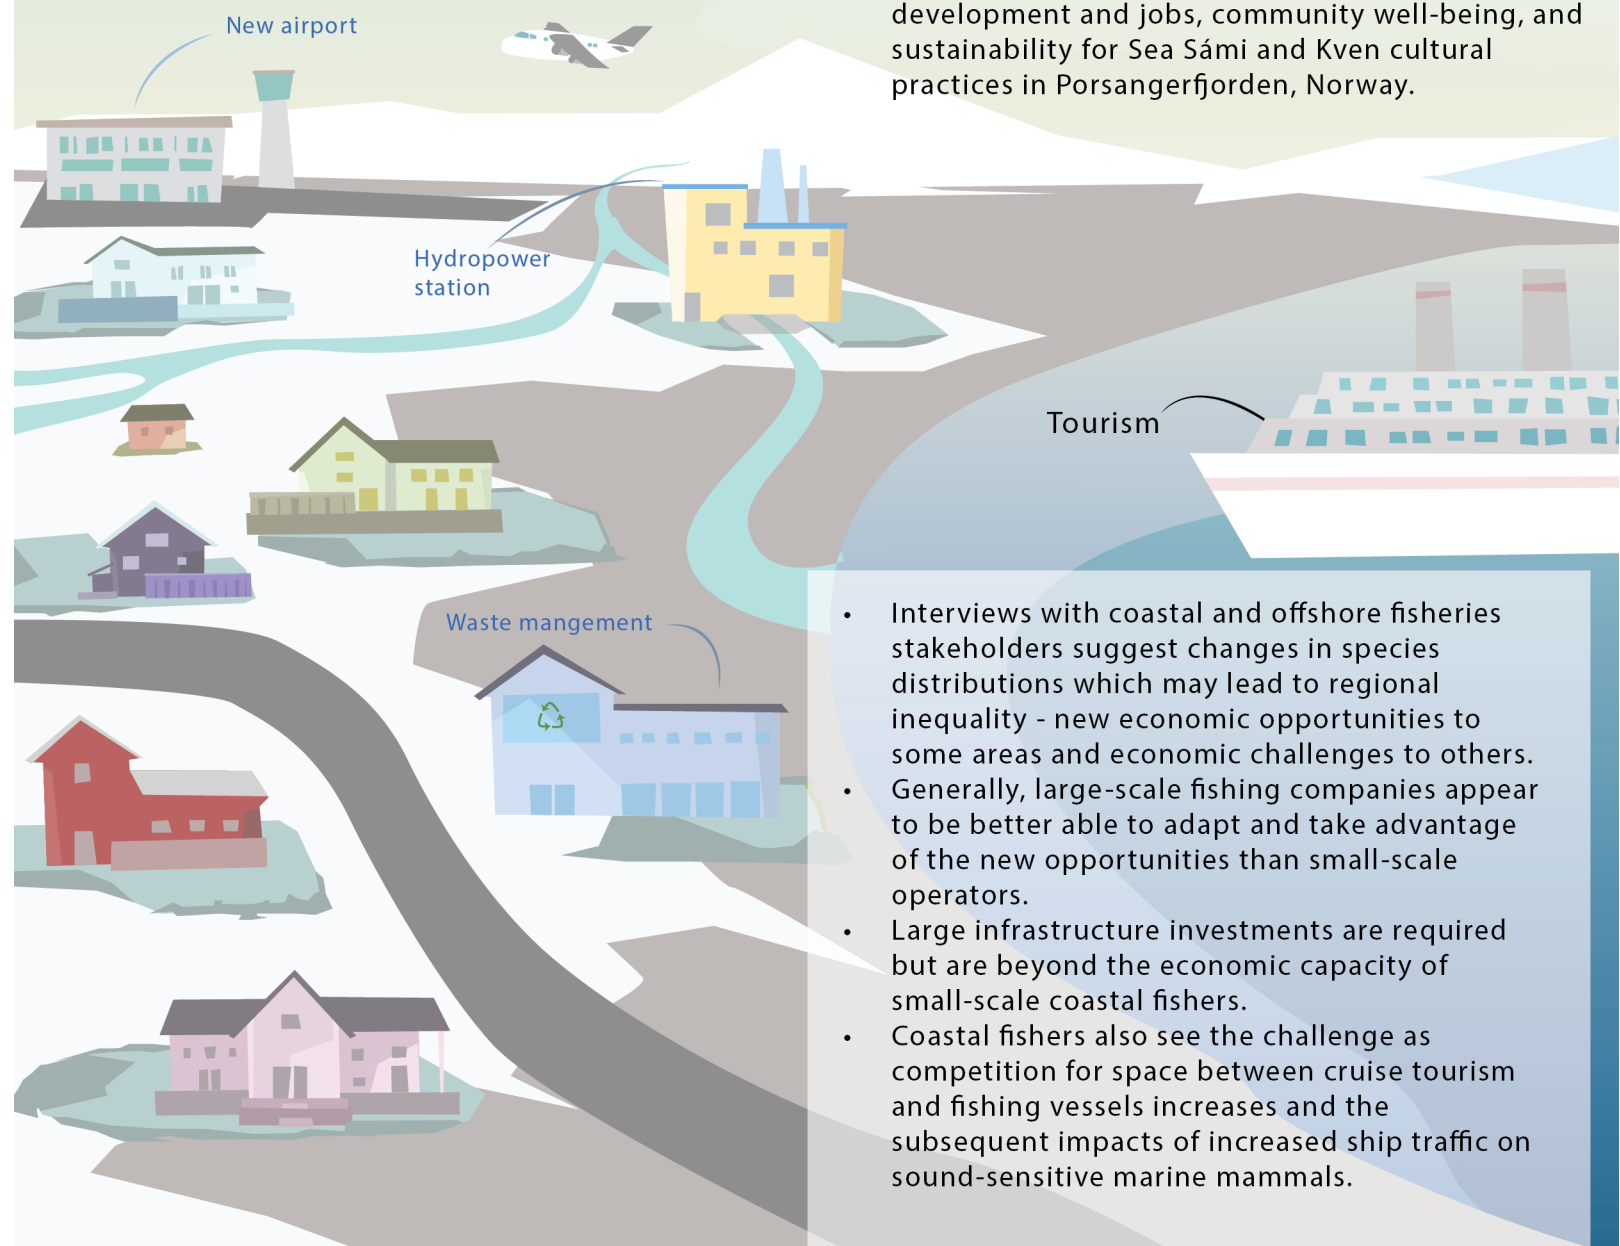 New airport
development and jobs, community well-being, and
sustainability for Sea Sámi and Kven cultural
practices in Porsangerfjorden, Norway.
Hydropower
station
Tourism
Waste mangement
• Interviews with coastal and offshore fisheries
stakeholders suggest changes in species
distributions which may lead to regional
inequality - new economic opportunities to
some areas and economic challenges to others.
• Generally, large-scale fishing companies appear
to be better able to adapt and take advantage
of the new opportunities than small-scale
operators.
• Large infrastructure investments are required
but are beyond the economic capacity of
small-scale coastal fishers.
• Coastal fishers also see the challenge as
competition for space between cruise tourism
and fishing vessels increases and the
subsequent impacts of increased ship traffic on
sound-sensitive marine mammals.